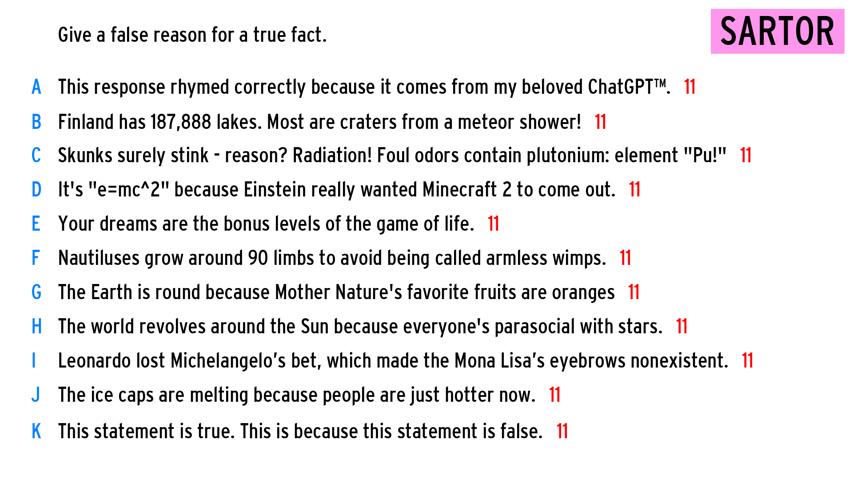 Give a false reason for a true fact.
SARTOR
A This response rhymed correctly because it comes from my beloved ChatGPT™. 11
B Finland has 187,888 lakes. Most are craters from a meteor shower! 11
C Skunks surely stink - reason? Radiation! Foul odors contain plutonium: element "Pu!" 11
D It's "e=mc^2" because Einstein really wanted Minecraft 2 to come out. 11
E Your dreams are the bonus levels of the game of life. 11
F Nautiluses grow around 90 limbs to avoid being called armless wimps. 11
G The Earth is round because Mother Nature's favorite fruits are oranges 11
H The world revolves around the Sun because everyone's parasocial with stars. 11
I Leonardo lost Michelangelo’s bet, which made the Mona Lisa’s eyebrows nonexistent. 11
J The ice caps are melting because people are just hotter now. 11
K This statement is true. This is because this statement is false. 11